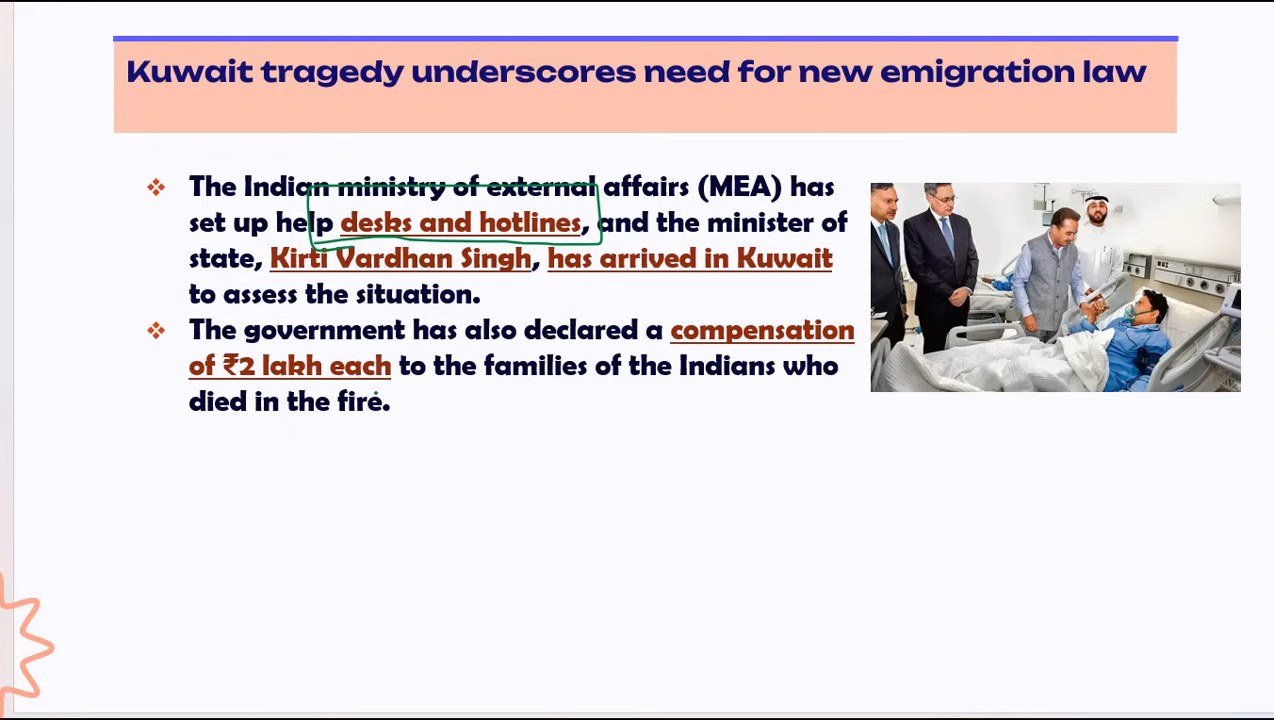 Kuwait tragedy underscores need for new emigration law
The Indian ministry of external affairs (MEA) has
set up help desks and hotlines, and the minister of
state, Kirti Vardhan Singh, has arrived in Kuwait
to assess the situation.
The government has also declared a compensation
of ₹2 lakh each to the families of the Indians who
died in the fire.